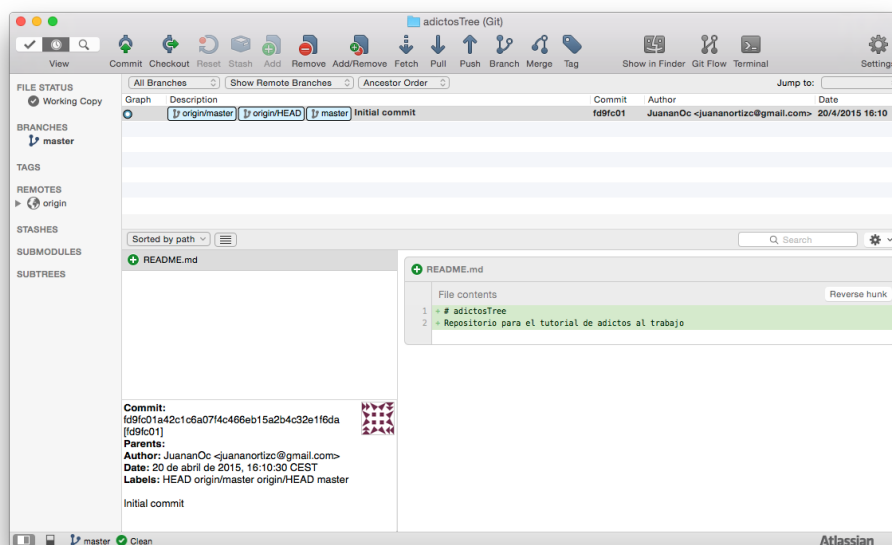 adictosTree (Git)
View Commit Checkout Reset Stash Add Remove Add/Remove Fetch Pull Push Branch Merge Tag Show in Finder Git Flow Terminal Settings
FILE STATUS
Working Copy
BRANCHES
master
TAGS
REMOTES
origin
STASHES
SUBMODULES
SUBTREES
All Branches Show Remote Branches Ancestor Order Jump to:
Graph Description Commit Author Date
origin/master origin/HEAD master Initial commit fd9fc01 JuananOc <juananortizc@gmail.com> 20/4/2015 16:10
Sorted by path Search
README.md
README.md
File contents Reverse hunk
1 + # adictosTree
2 + Repositorio para el tutorial de adictos al trabajo
Commit:
fd9fc01a42c1c6a07f4c466eb15a2b4c32e1f6da
[fd9fc01]
Parents:
Author: JuananOc <juananortizc@gmail.com>
Date: 20 de abril de 2015, 16:10:30 CEST
Labels: HEAD origin/master origin/HEAD master
Initial commit
master Clean Atlassian